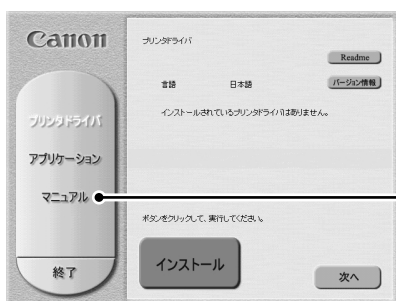 Canon
プリンタドライバ
アプリケーション
マニュアル
終了
プリンタドライバ
Readme
言語 日本語
バージョン情報
インストールされているプリンタドライバはありません。
ボタンをクリックして、実行してください。
インストール
次へ